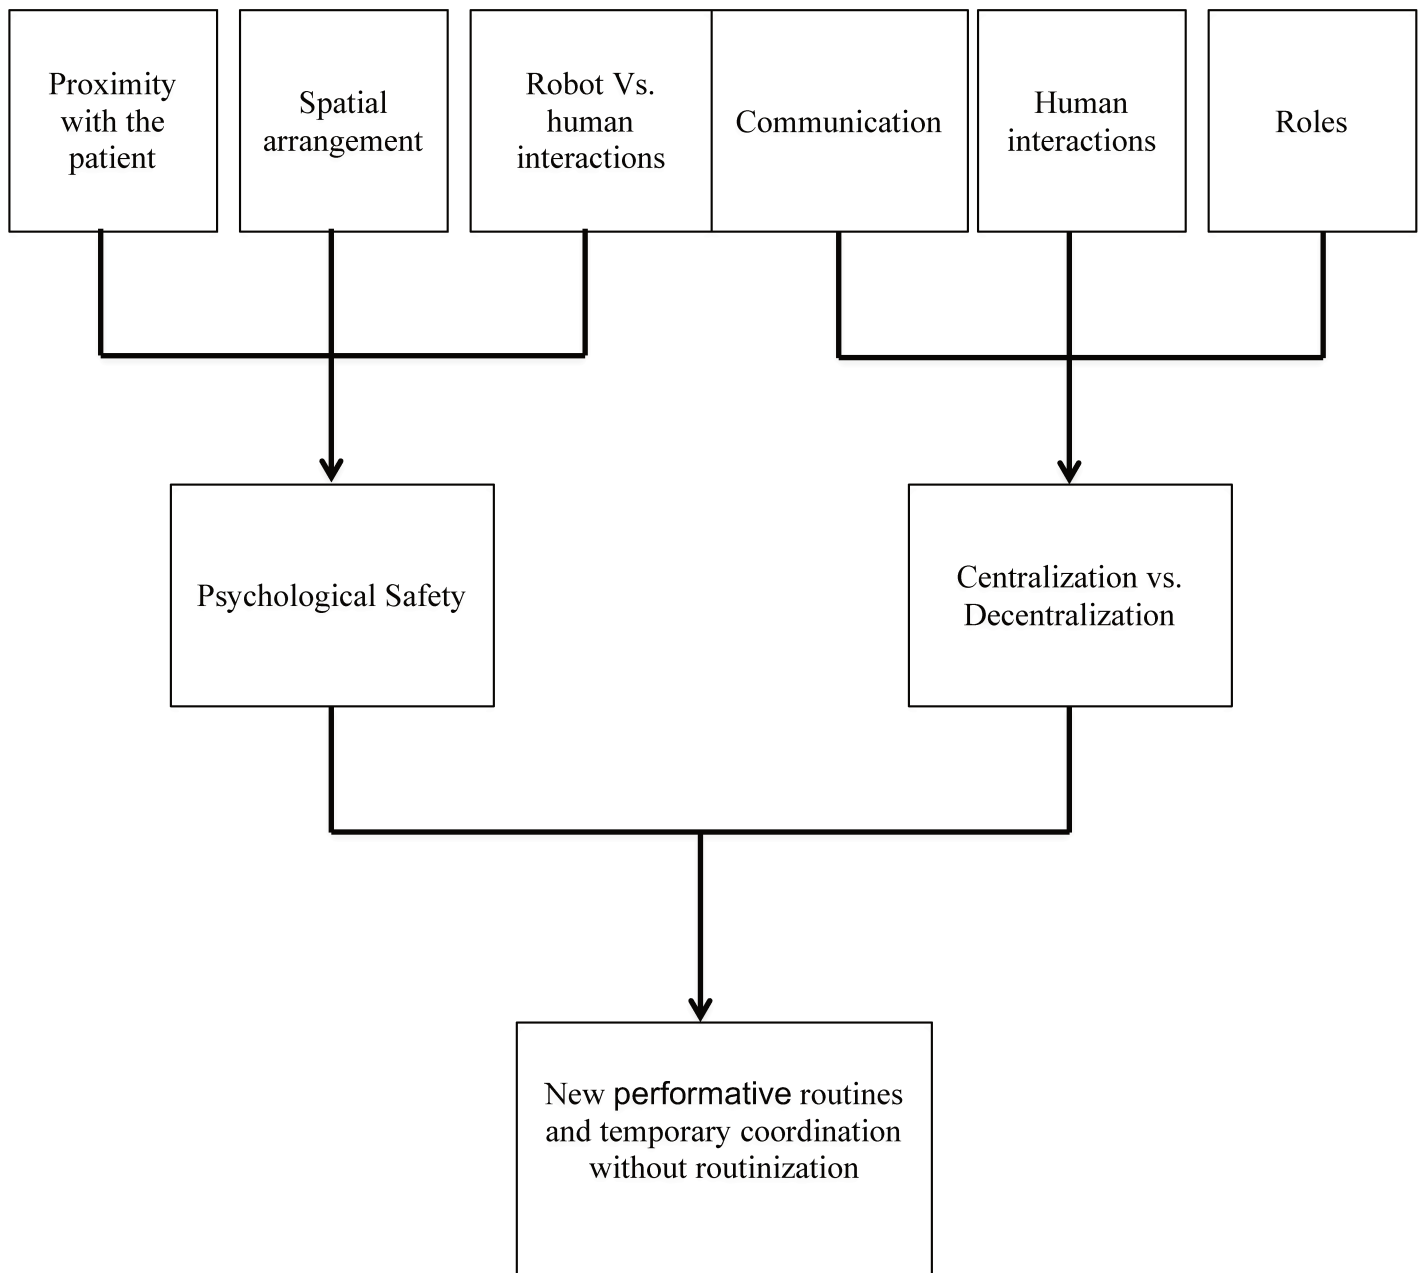 Proximity
with the
patient
Spatial
arrangement
Robot Vs.
human
interactions
Communication
Human
interactions
Roles
Psychological Safety
Centralization vs.
Decentralization
New performative routines
and temporary coordination
without routinization